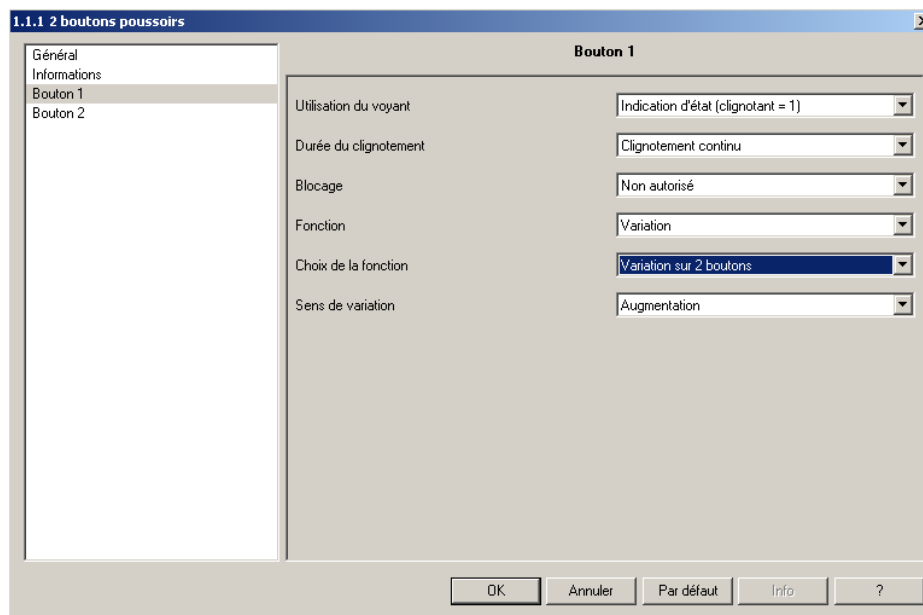 1.1.1 2 boutons poussoirs
Général
Informations
Bouton 1
Bouton 2
Bouton 1
Utilisation du voyant Indication d'état (clignotant = 1)
Durée du clignotement Clignotement continu
Blocage Non autorisé
Fonction Variation
Choix de la fonction Variation sur 2 boutons
Sens de variation Augmentation
OK Annuler Par défaut Info ?